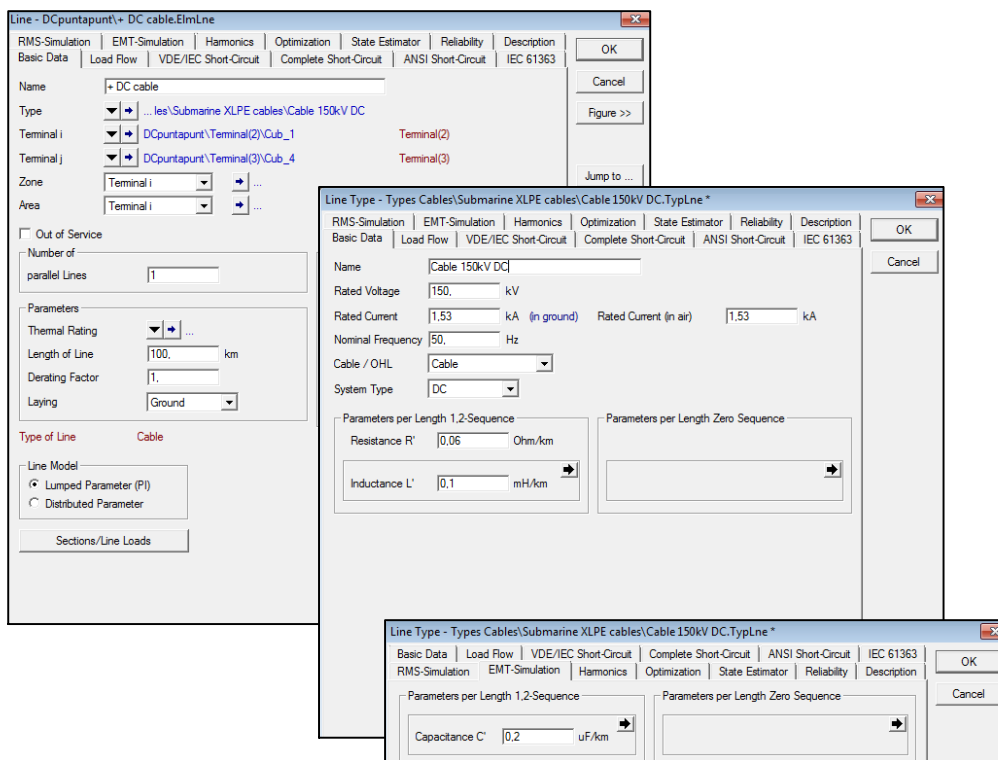 Line - DCpuntapunt\+ DC cable.ElmLne
RMS-Simulation EMT-Simulation Harmonics Optimization State Estimator Reliability Description
Basic Data Load Flow VDE/IEC Short-Circuit Complete Short-Circuit ANSI Short-Circuit IEC 61363
OK
Cancel
Figure >>
Jump to ...
Name + DC cable
Type ... les\Submarine XLPE cables\Cable 150kV DC
Terminal i DCpuntapunt\Terminal(2)\Cub_1 Terminal(2)
Terminal j DCpuntapunt\Terminal(3)\Cub_4 Terminal(3)
Zone Terminal i ...
Area Terminal i ...
Out of Service
Number of
parallel Lines 1
Parameters
Thermal Rating ...
Length of Line 100, km
Derating Factor 1,
Laying Ground
Type of Line Cable
Line Model
Lumped Parameter (PI)
Distributed Parameter
Sections/Line Loads
Line Type - Types Cables\Submarine XLPE cables\Cable 150kV DC.TypLne *
RMS-Simulation EMT-Simulation Harmonics Optimization State Estimator Reliability Description
Basic Data Load Flow VDE/IEC Short-Circuit Complete Short-Circuit ANSI Short-Circuit IEC 61363
OK
Cancel
Name Cable 150kV DC
Rated Voltage 150, kV
Rated Current 1,53 kA (in ground) Rated Current (in air) 1,53 kA
Nominal Frequency 50, Hz
Cable / OHL Cable
System Type DC
Parameters per Length 1,2-Sequence
Resistance R' 0,06 Ohm/km
Inductance L' 0,1 mH/km
Parameters per Length Zero Sequence
Line Type - Types Cables\Submarine XLPE cables\Cable 150kV DC.TypLne *
Basic Data Load Flow VDE/IEC Short-Circuit Complete Short-Circuit ANSI Short-Circuit IEC 61363
RMS-Simulation EMT-Simulation Harmonics Optimization State Estimator Reliability Description
OK
Cancel
Parameters per Length 1,2-Sequence
Capacitance C' 0,2 uF/km
Parameters per Length Zero Sequence